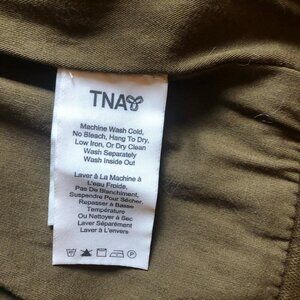 TNA
Machine Wash Cold,
No Bleach, Hang To Dry,
Low Iron, Or Dry Clean
Wash Separately
Wash Inside Out
Laver à La Machine à
L'eau Froide,
Pas De Blanchiment,
Suspendre Pour Sécher,
Repasser à Basse
Température
Ou Nettoyer à Sec
Laver Séparément
Laver à L'envers
P